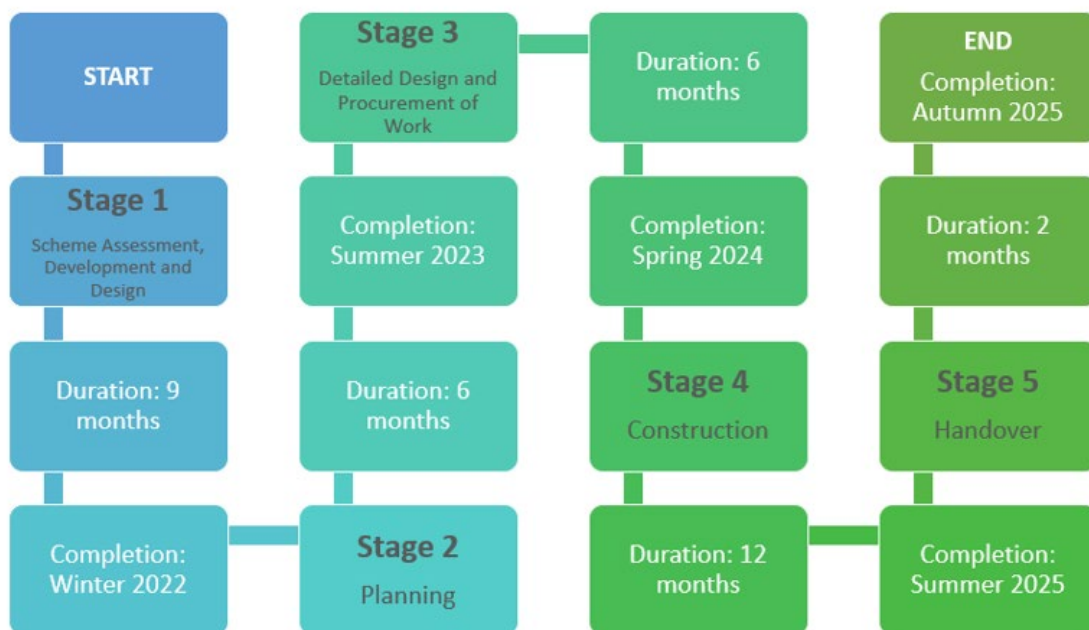 START
Stage 1
Scheme Assessment,
Development and
Design
Duration: 9
months
Completion:
Winter 2022
Stage 2
Planning
Duration: 6
months
Completion:
Summer 2023
Stage 3
Detailed Design and
Procurement of
Work
Duration: 6
months
Completion:
Spring 2024
Stage 4
Construction
Duration: 12
months
Completion:
Summer 2025
Stage 5
Handover
Duration: 2
months
END
Completion:
Autumn 2025